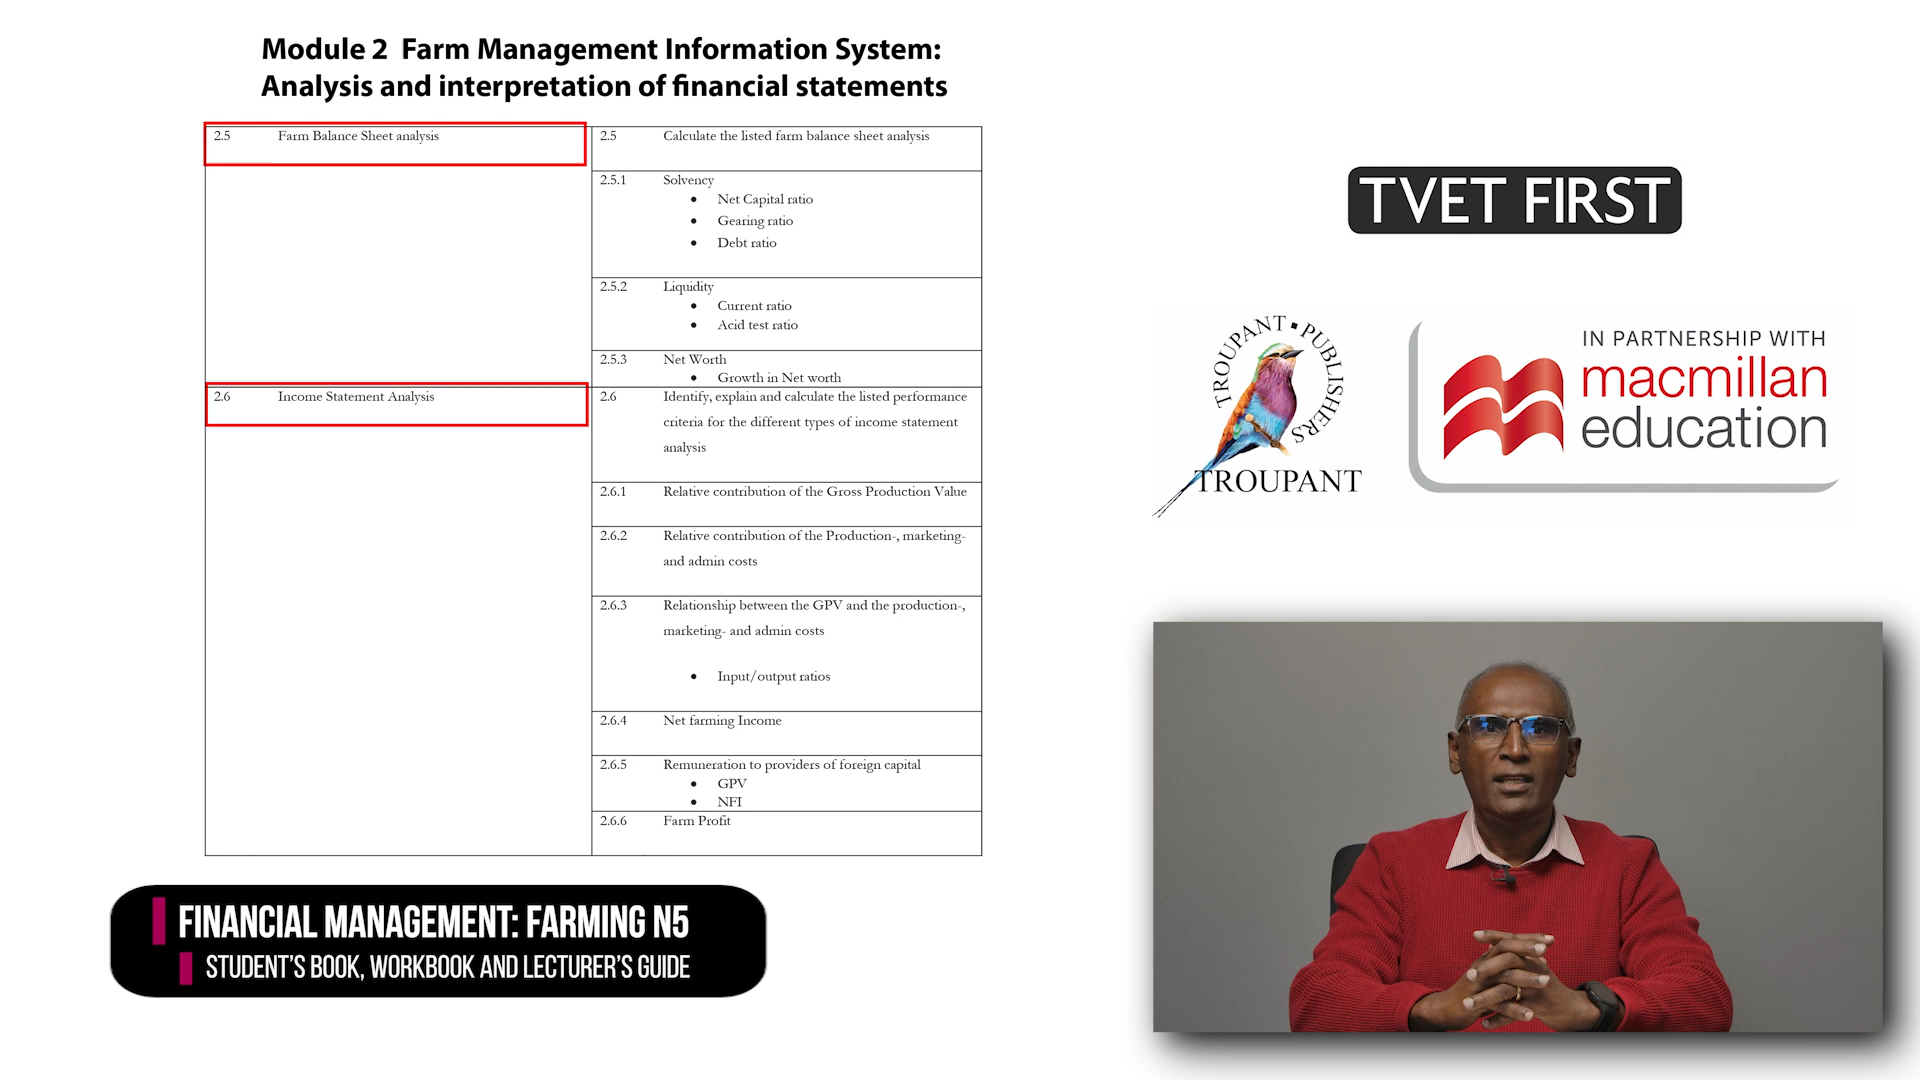 Module 2 Farm Management Information System:
Analysis and interpretation of financial statements
2.5 Farm Balance Sheet analysis
2.5 Calculate the listed farm balance sheet analysis
2.5.1 Solvency
• Net Capital ratio
• Gearing ratio
• Debt ratio
2.5.2 Liquidity
• Current ratio
• Acid test ratio
2.5.3 Net Worth
• Growth in Net worth
2.6 Income Statement Analysis
2.6 Identify, explain and calculate the listed performance
criteria for the different types of income statement
analysis
2.6.1 Relative contribution of the Gross Production Value
2.6.2 Relative contribution of the Production-, marketing-
and admin costs
2.6.3 Relationship between the GPV and the production-,
marketing- and admin costs
• Input/output ratios
2.6.4 Net farming Income
2.6.5 Remuneration to providers of foreign capital
• GPV
• NFI
2.6.6 Farm Profit
FINANCIAL MANAGEMENT: FARMING N5
STUDENT'S BOOK, WORKBOOK AND LECTURER'S GUIDE
TVET FIRST
TROUPANT ▪ PUBLISHERS
TROUPANT
IN PARTNERSHIP WITH
macmillan
education